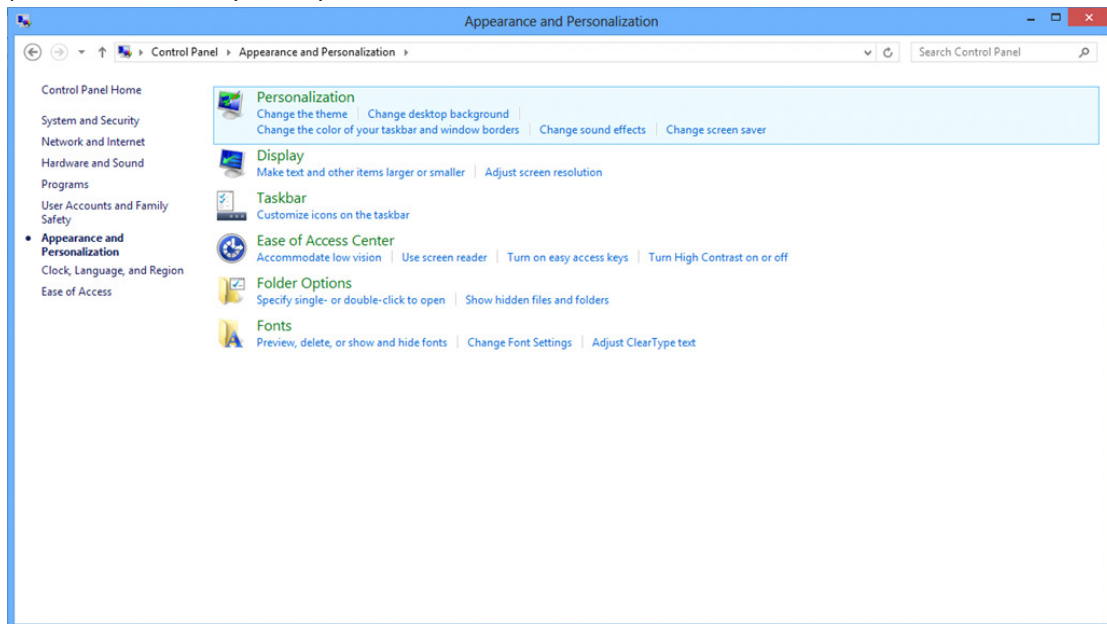 Appearance and Personalization
Control Panel Appearance and Personalization
Search Control Panel
Control Panel Home
System and Security
Network and Internet
Hardware and Sound
Programs
User Accounts and Family
Safety
Appearance and
Personalization
Clock, Language, and Region
Ease of Access
Personalization
Change the theme Change desktop background
Change the color of your taskbar and window borders Change sound effects Change screen saver
Display
Make text and other items larger or smaller Adjust screen resolution
Taskbar
Customize icons on the taskbar
Ease of Access Center
Accommodate low vision Use screen reader Turn on easy access keys Turn High Contrast on or off
Folder Options
Specify single- or double-click to open Show hidden files and folders
Fonts
Preview, delete, or show and hide fonts Change Font Settings Adjust ClearType text